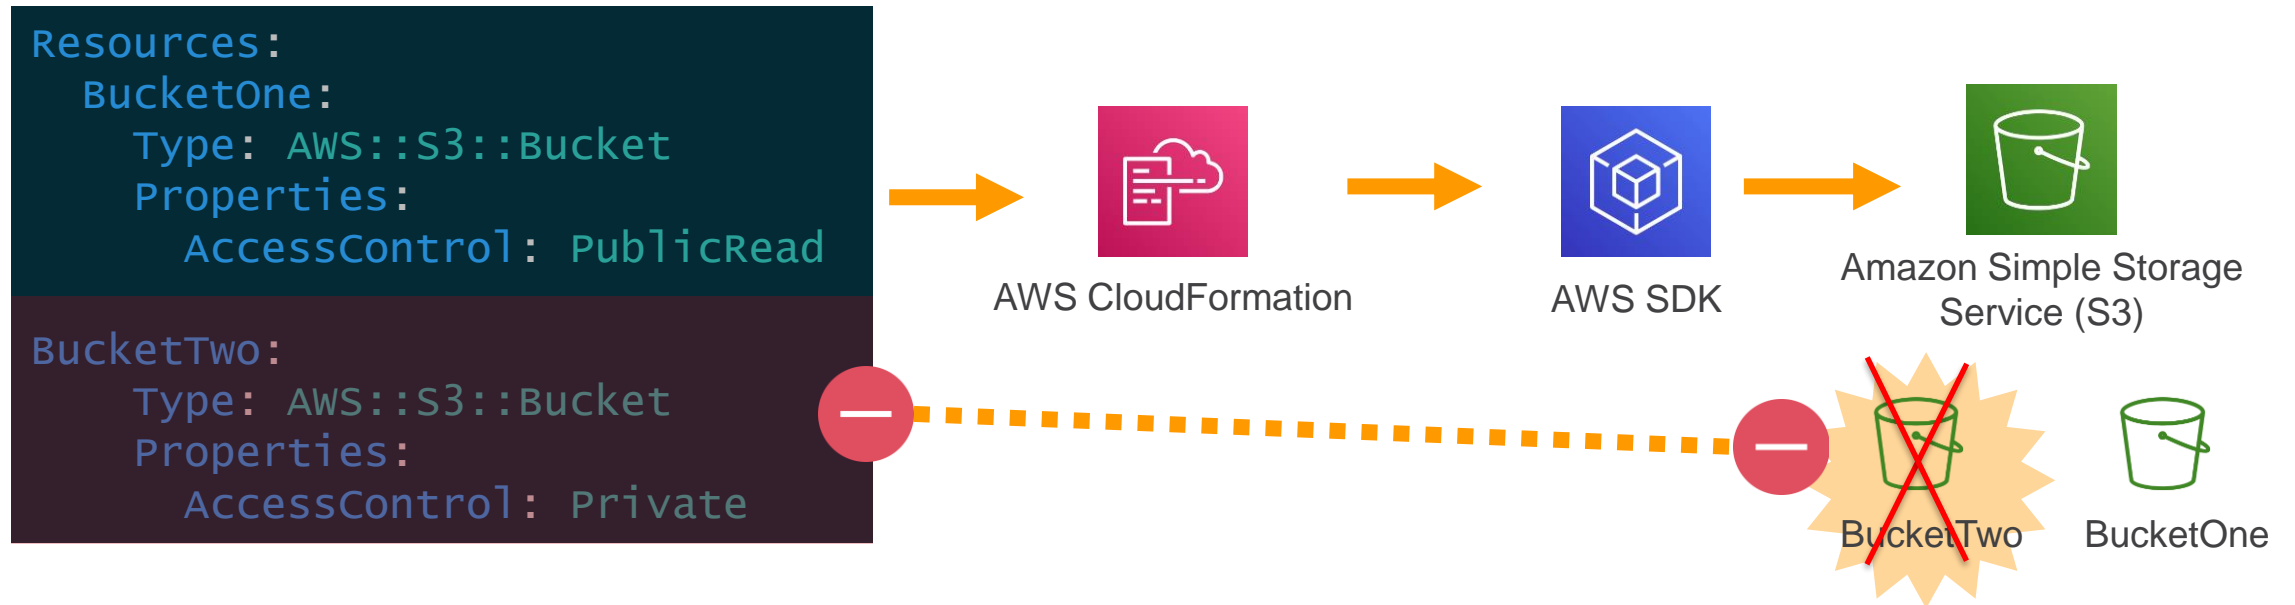 Resources:
  BucketOne:
    Type: AWS::S3::Bucket
    Properties:
      AccessControl: PublicRead
BucketTwo:
    Type: AWS::S3::Bucket
    Properties:
      AccessControl: Private
AWS CloudFormation
AWS SDK
Amazon Simple Storage
Service (S3)
BucketTwo
BucketOne